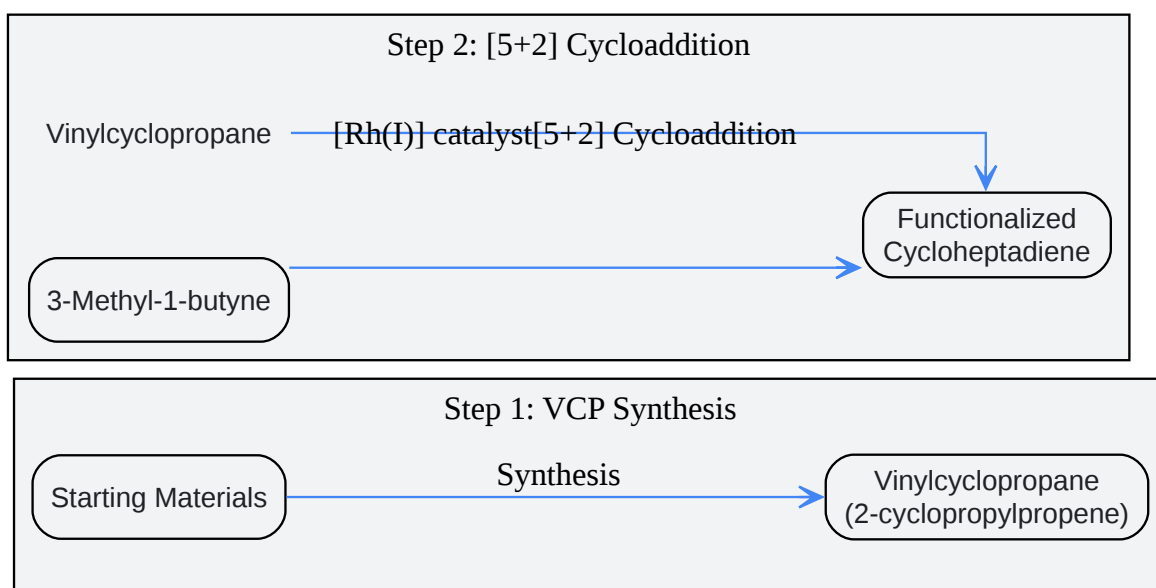 Step 2: [5+2] Cycloaddition
Vinylcyclopropane
[Rh(I)] catalyst[5+2] Cycloaddition
Functionalized
Cycloheptadiene
3-Methyl-1-butyne
Step 1: VCP Synthesis
Starting Materials
Synthesis
Vinylcyclopropane
(2-cyclopropylpropene)